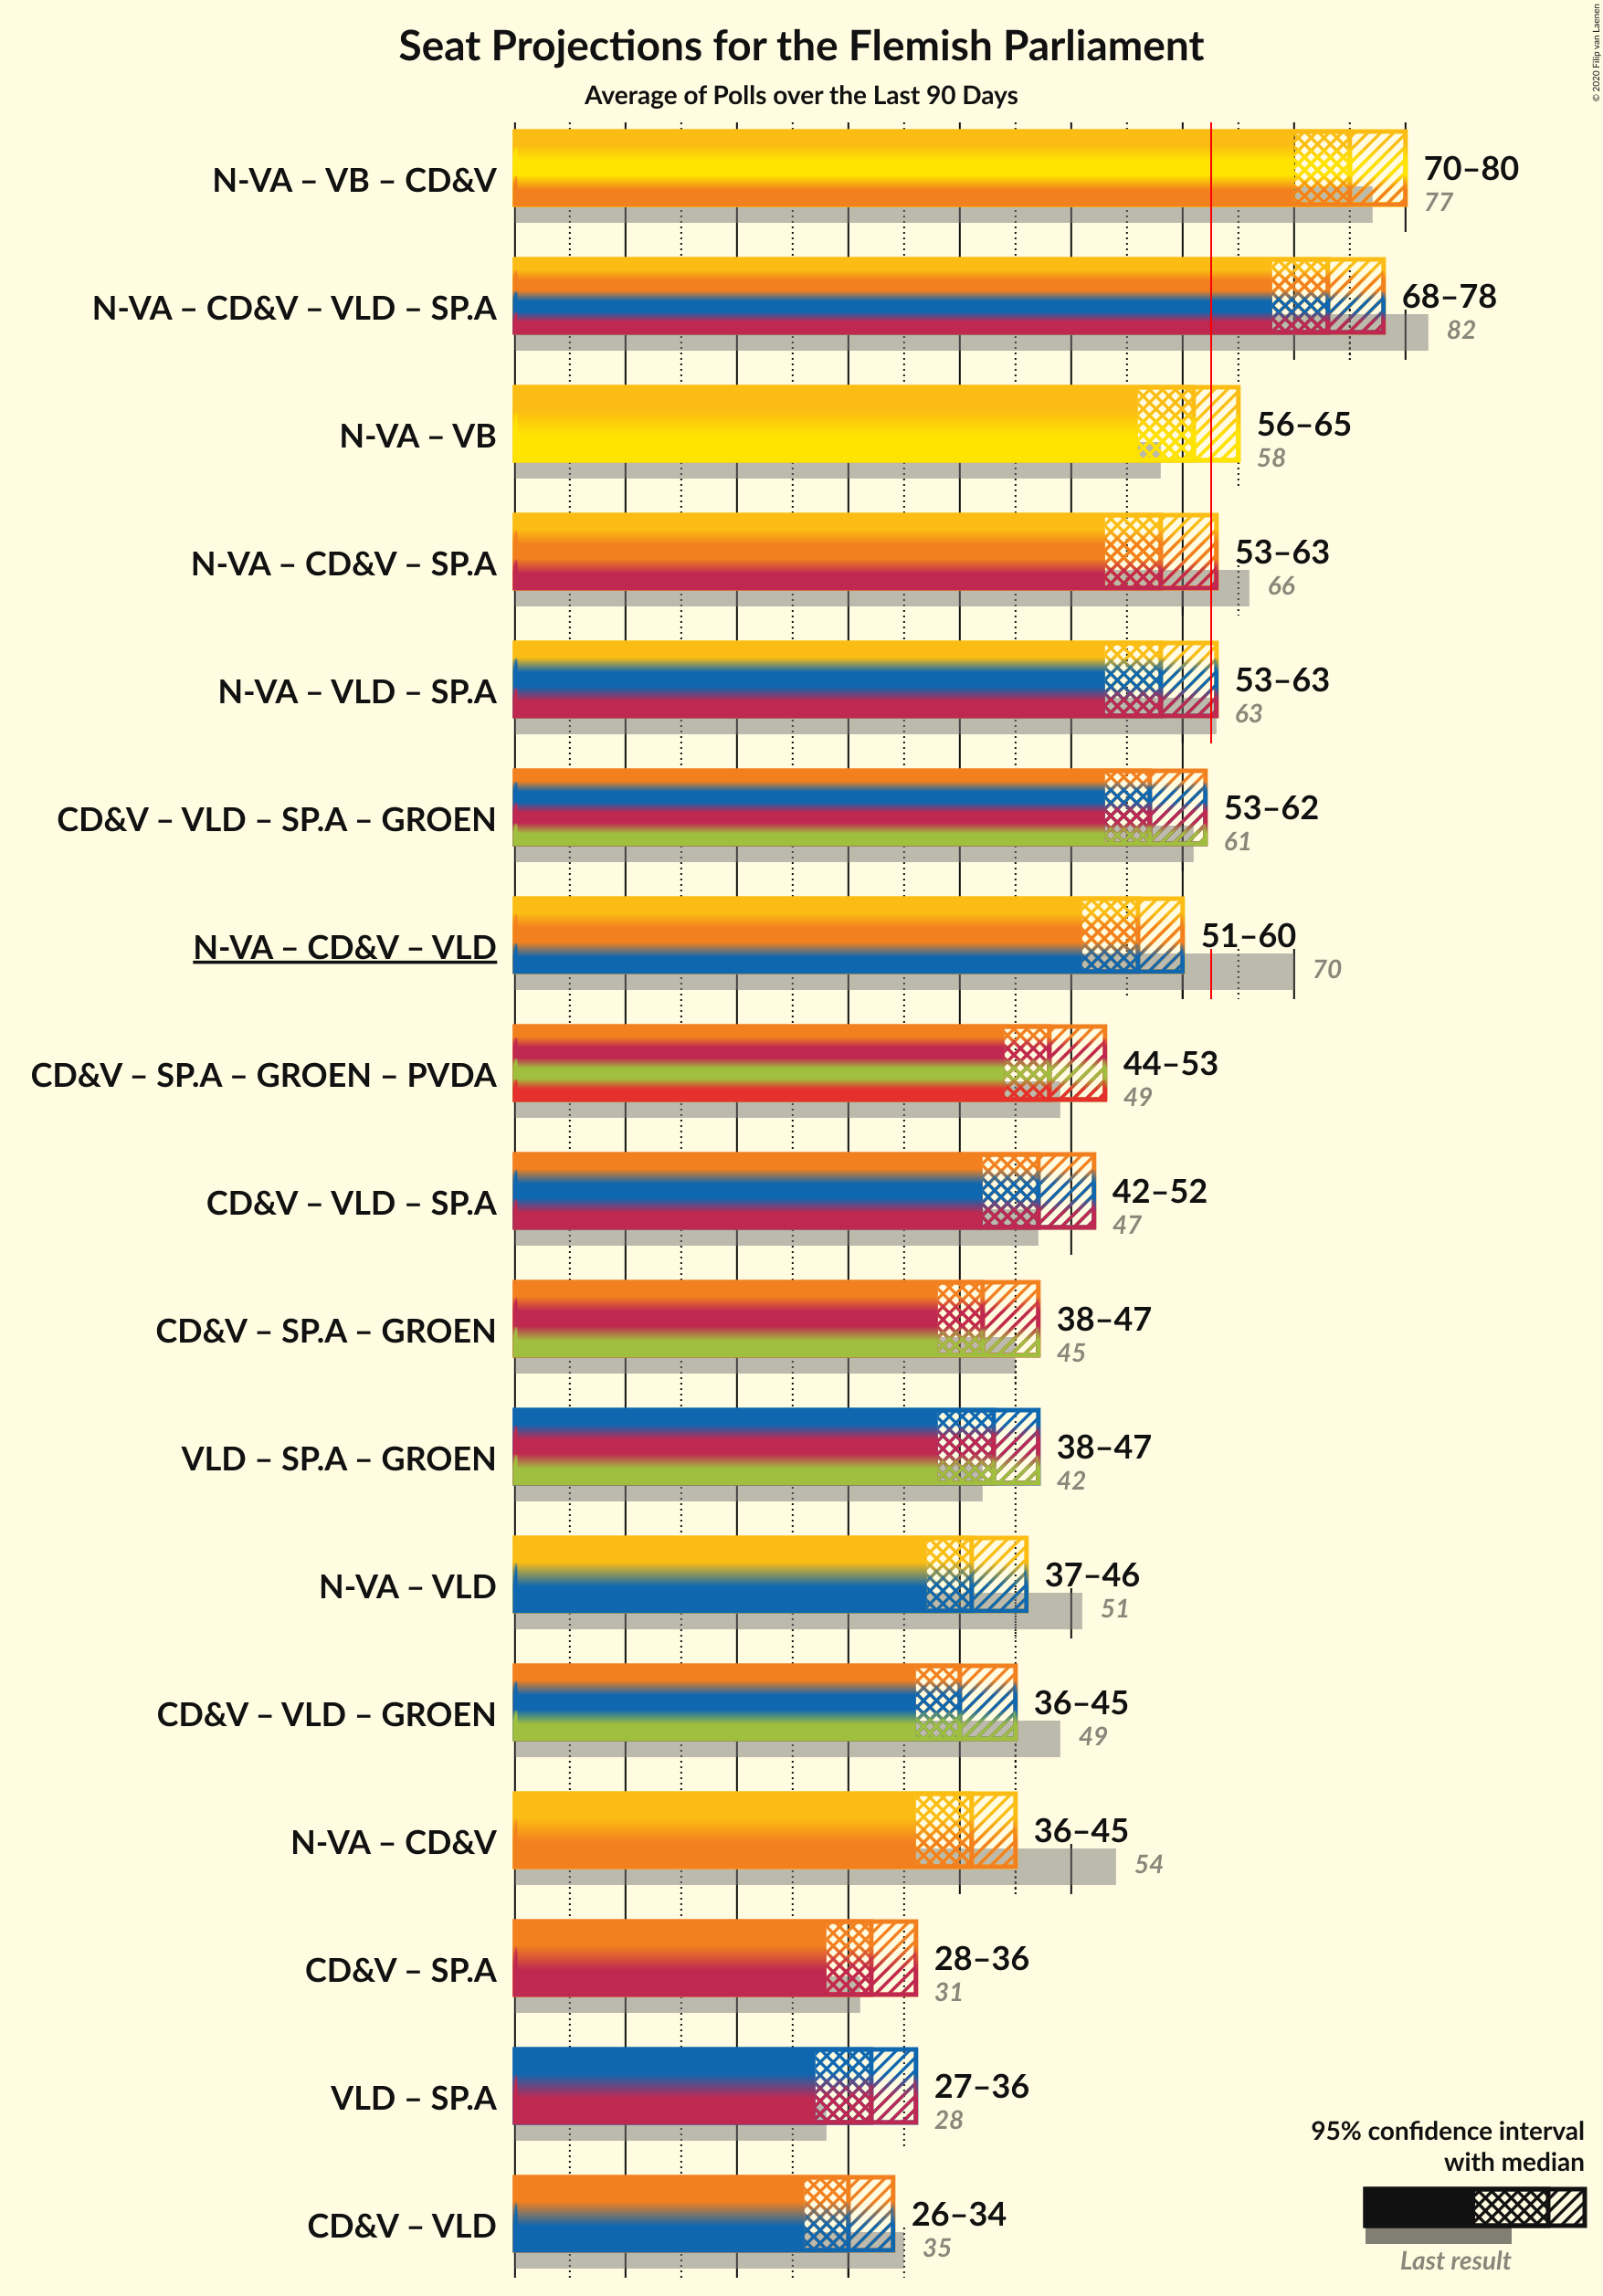 Seat Projections for the Flemish Parliament
Average of Polls over the Last 90 Days
© 2020 Filip van Laenen
N-VA – VB – CD&V
70–80
77
N-VA – CD&V – VLD – SP.A
68–78
82
N-VA – VB
56–65
58
N-VA – CD&V – SP.A
53–63
66
N-VA – VLD – SP.A
53–63
63
CD&V – VLD – SP.A – GROEN
53–62
61
N-VA – CD&V – VLD
51–60
70
CD&V – SP.A – GROEN – PVDA
44–53
49
CD&V – VLD – SP.A
42–52
47
CD&V – SP.A – GROEN
38–47
45
VLD – SP.A – GROEN
38–47
42
N-VA – VLD
37–46
51
CD&V – VLD – GROEN
36–45
49
N-VA – CD&V
36–45
54
CD&V – SP.A
28–36
31
VLD – SP.A
27–36
28
CD&V – VLD
26–34
35
95% confidence interval
with median
Last result